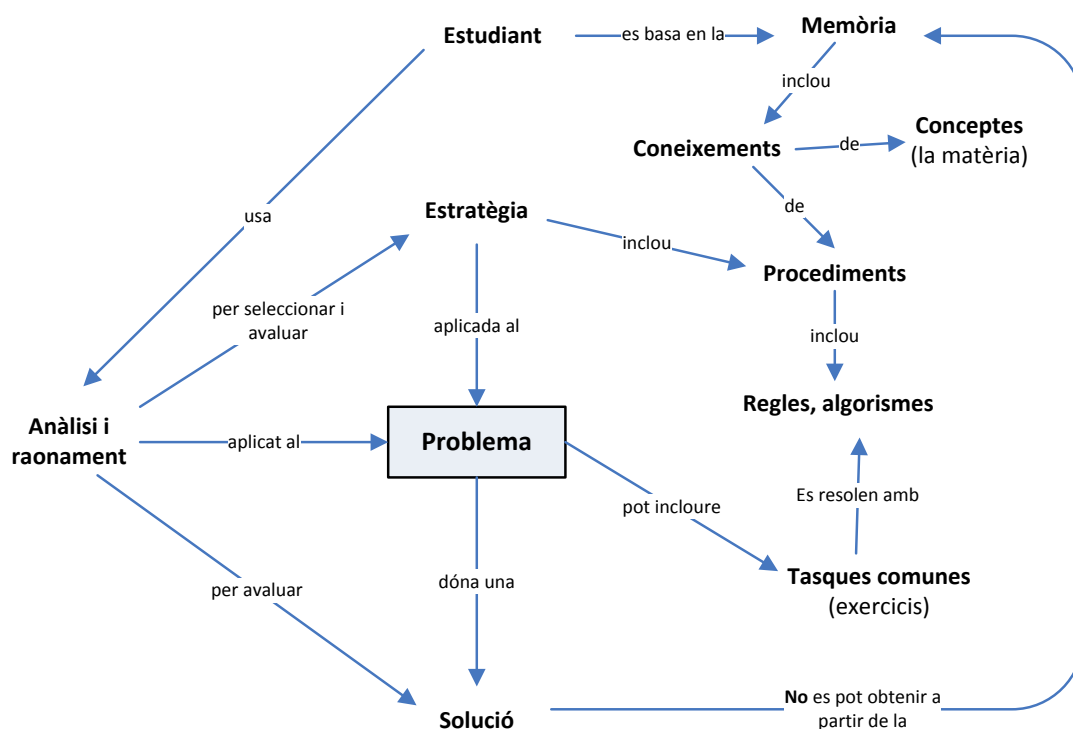 Estudiant
es basa en la
Memòria
inclou
Coneixements
de
Conceptes
(la matèria)
usa
Estratègia
de
inclou
Procediments
per seleccionar i
avaluar
aplicada al
inclou
Regles, algorismes
Anàlisi i
raonament
aplicat al
Problema
Es resolen amb
pot incloure
Tasques comunes
(exercicis)
per avaluar
dóna una
Solució
No es pot obtenir a
partir de la